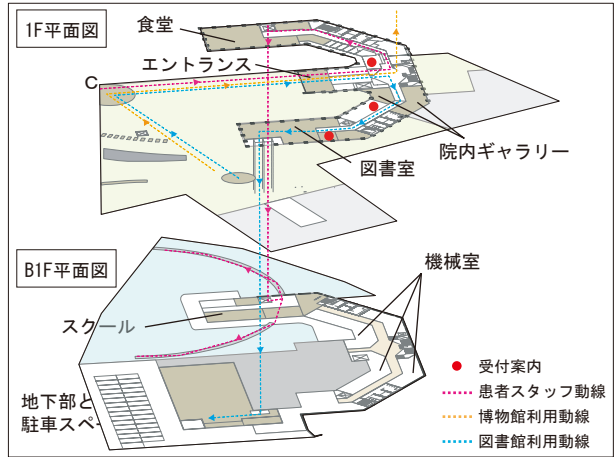 1F平面図
食堂
エントランス
C
図書室
院内ギャラリー
B1F平面図
機械室
スクール
地下部と
駐車スペー
受付案内
患者スタッフ動線
博物館利用動線
図書館利用動線